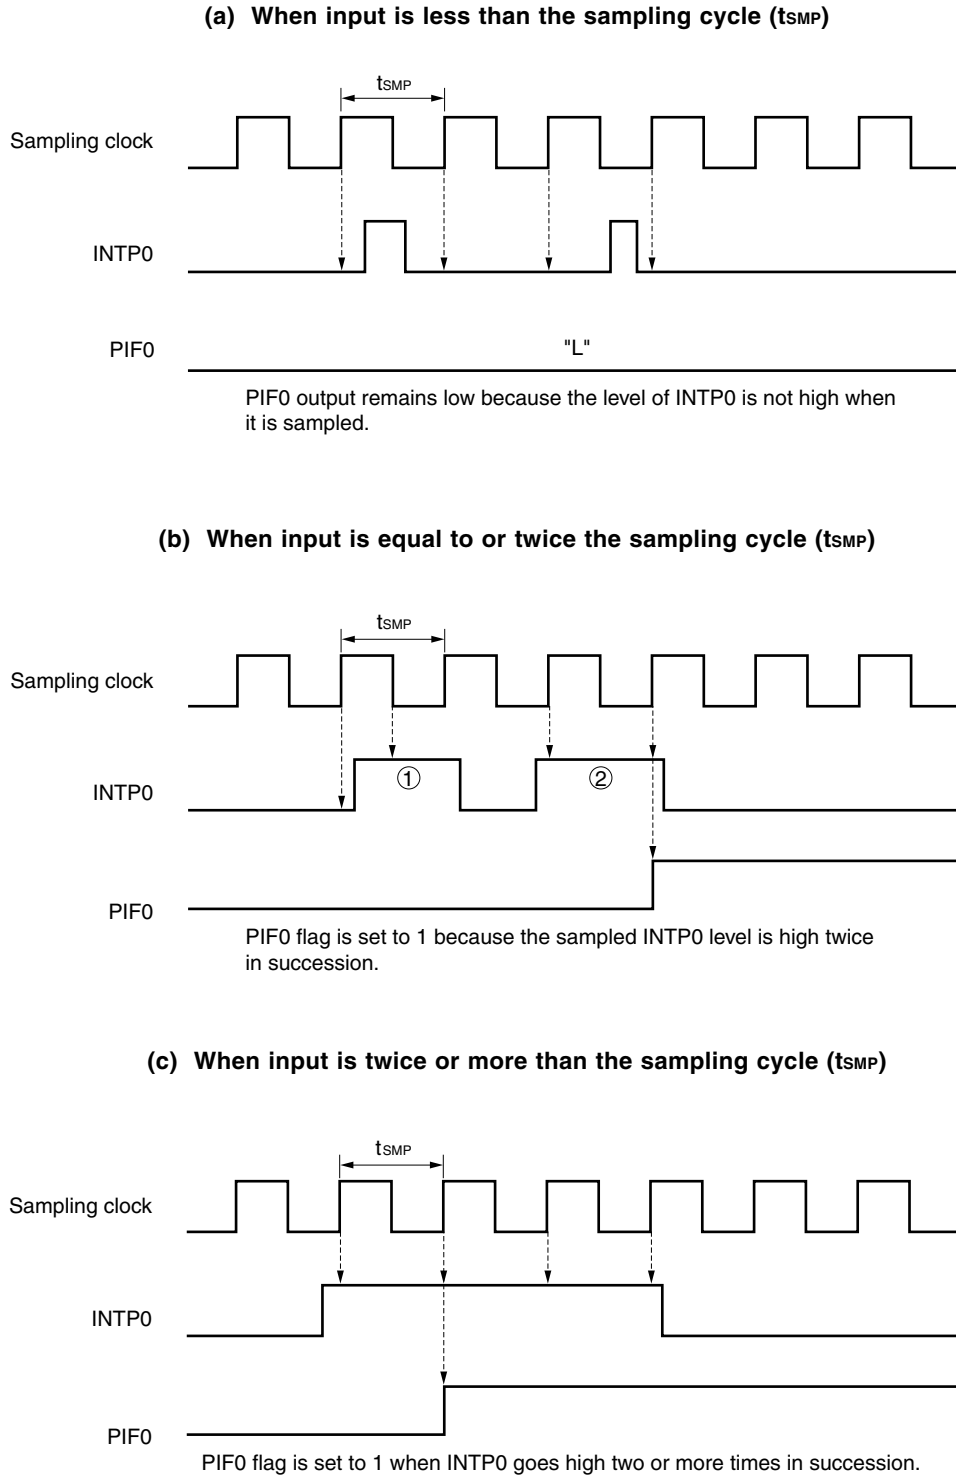 (a) When input is less than the sampling cycle (tSMP)
tSMP
Sampling clock
INTP0
PIF0
"L"
PIF0 output remains low because the level of INTP0 is not high when
it is sampled.
(b) When input is equal to or twice the sampling cycle (tSMP)
tSMP
Sampling clock
INTP0
①
②
PIF0
PIF0 flag is set to 1 because the sampled INTP0 level is high twice
in succession.
(c) When input is twice or more than the sampling cycle (tSMP)
tSMP
Sampling clock
INTP0
PIF0
PIF0 flag is set to 1 when INTP0 goes high two or more times in succession.